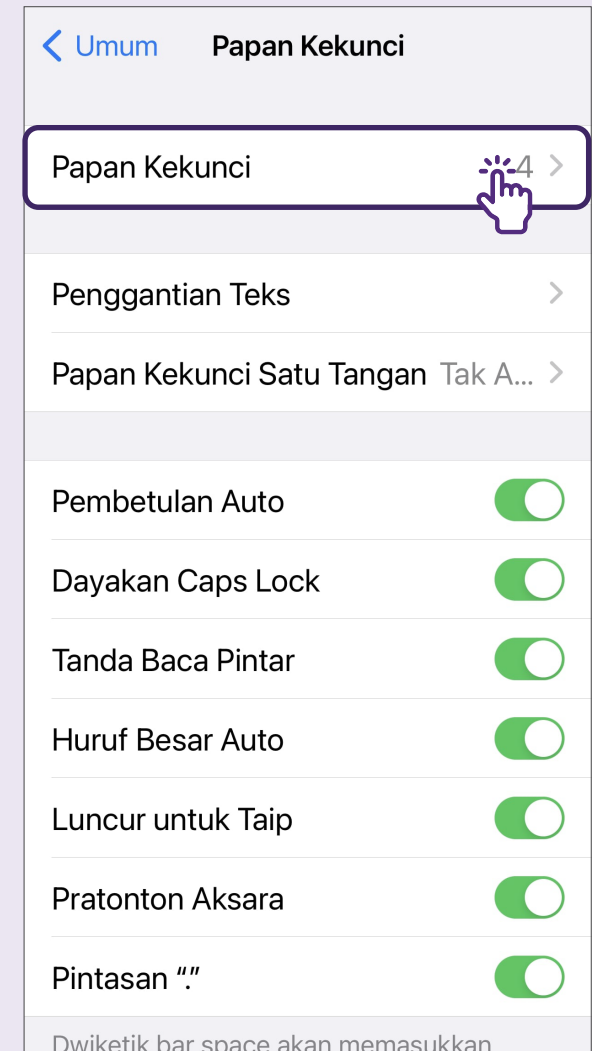 Umum Papan Kekunci
Papan Kekunci 4
Penggantian Teks
Papan Kekunci Satu Tangan Tak A...
Pembetulan Auto
Dayakan Caps Lock
Tanda Baca Pintar
Huruf Besar Auto
Luncur untuk Taip
Pratonton Aksara
Pintasan “.”
Dwiketik bar space akan memasukkan